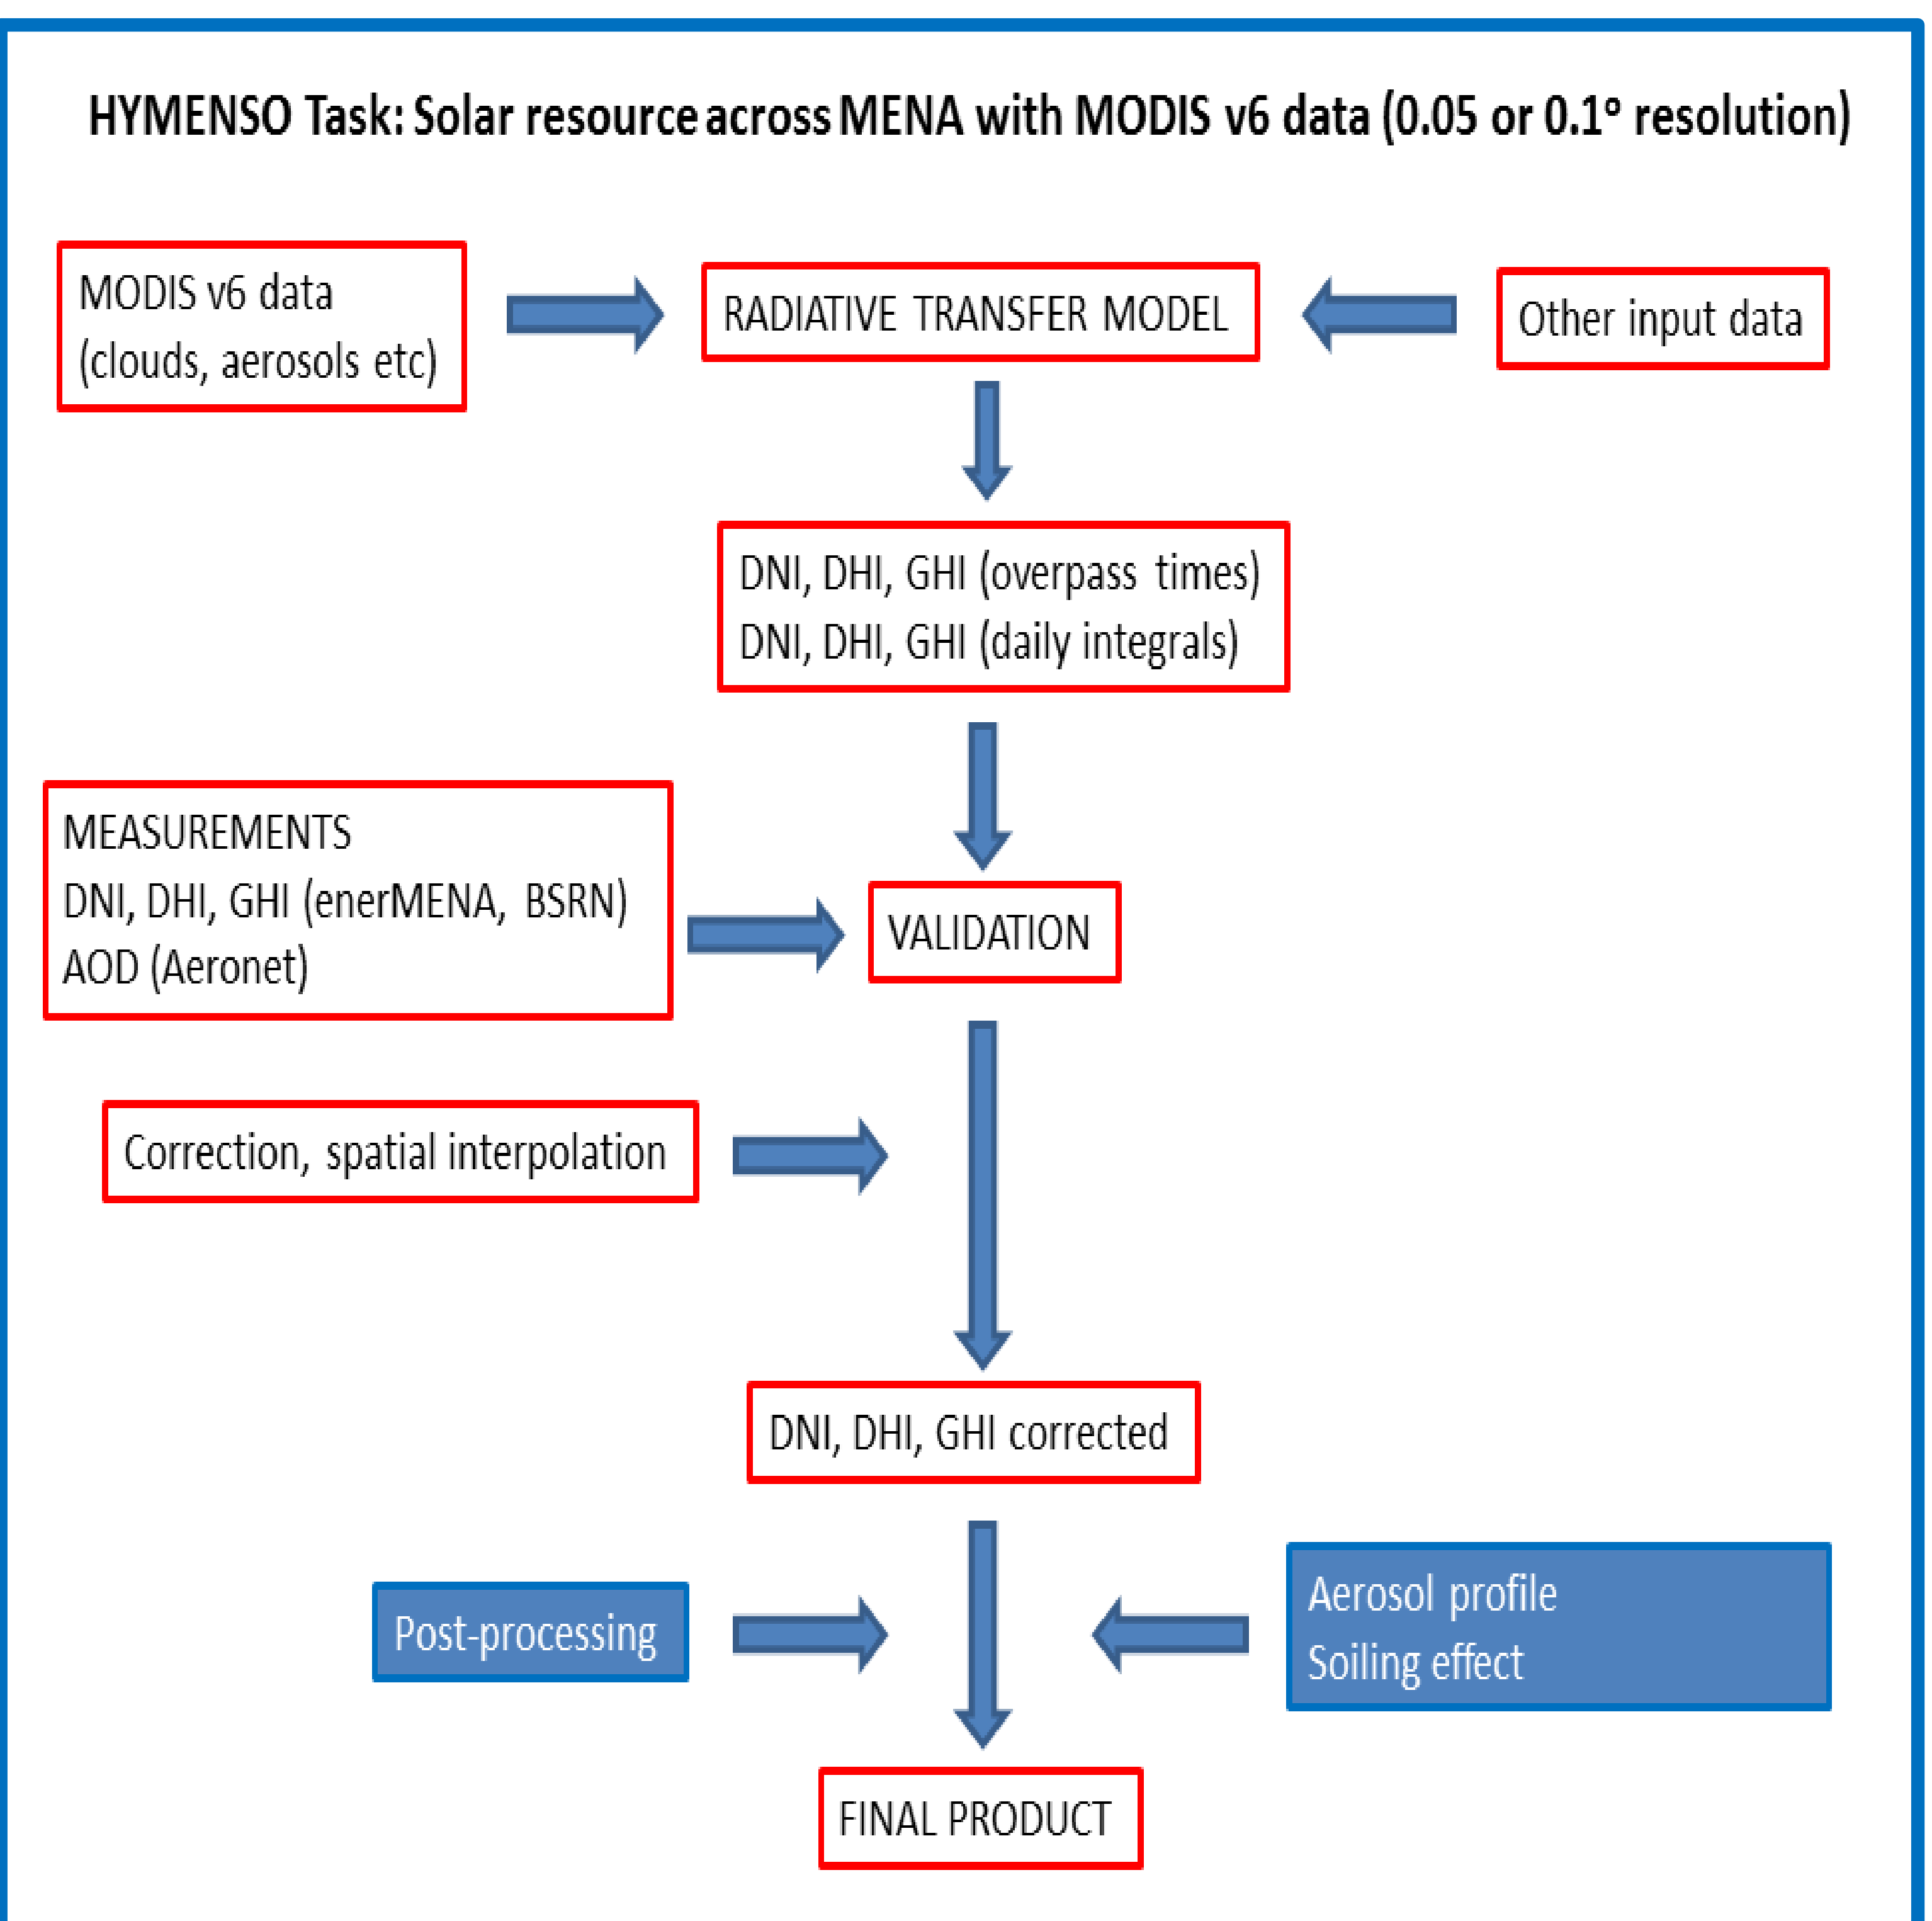 HYMENSO Task: Solar resource across MENA with MODIS v6 data (0.05 or 0.1º resolution)
MODIS v6 data
(clouds, aerosols etc)
RADIATIVE TRANSFER MODEL
Other input data
DNI, DHI, GHI (overpass times)
DNI, DHI, GHI (daily integrals)
MEASUREMENTS
DNI, DHI, GHI (enerMENA, BSRN)
AOD (Aeronet)
VALIDATION
Correction, spatial interpolation
DNI, DHI, GHI corrected
Post-processing
Aerosol profile
Soiling effect
FINAL PRODUCT